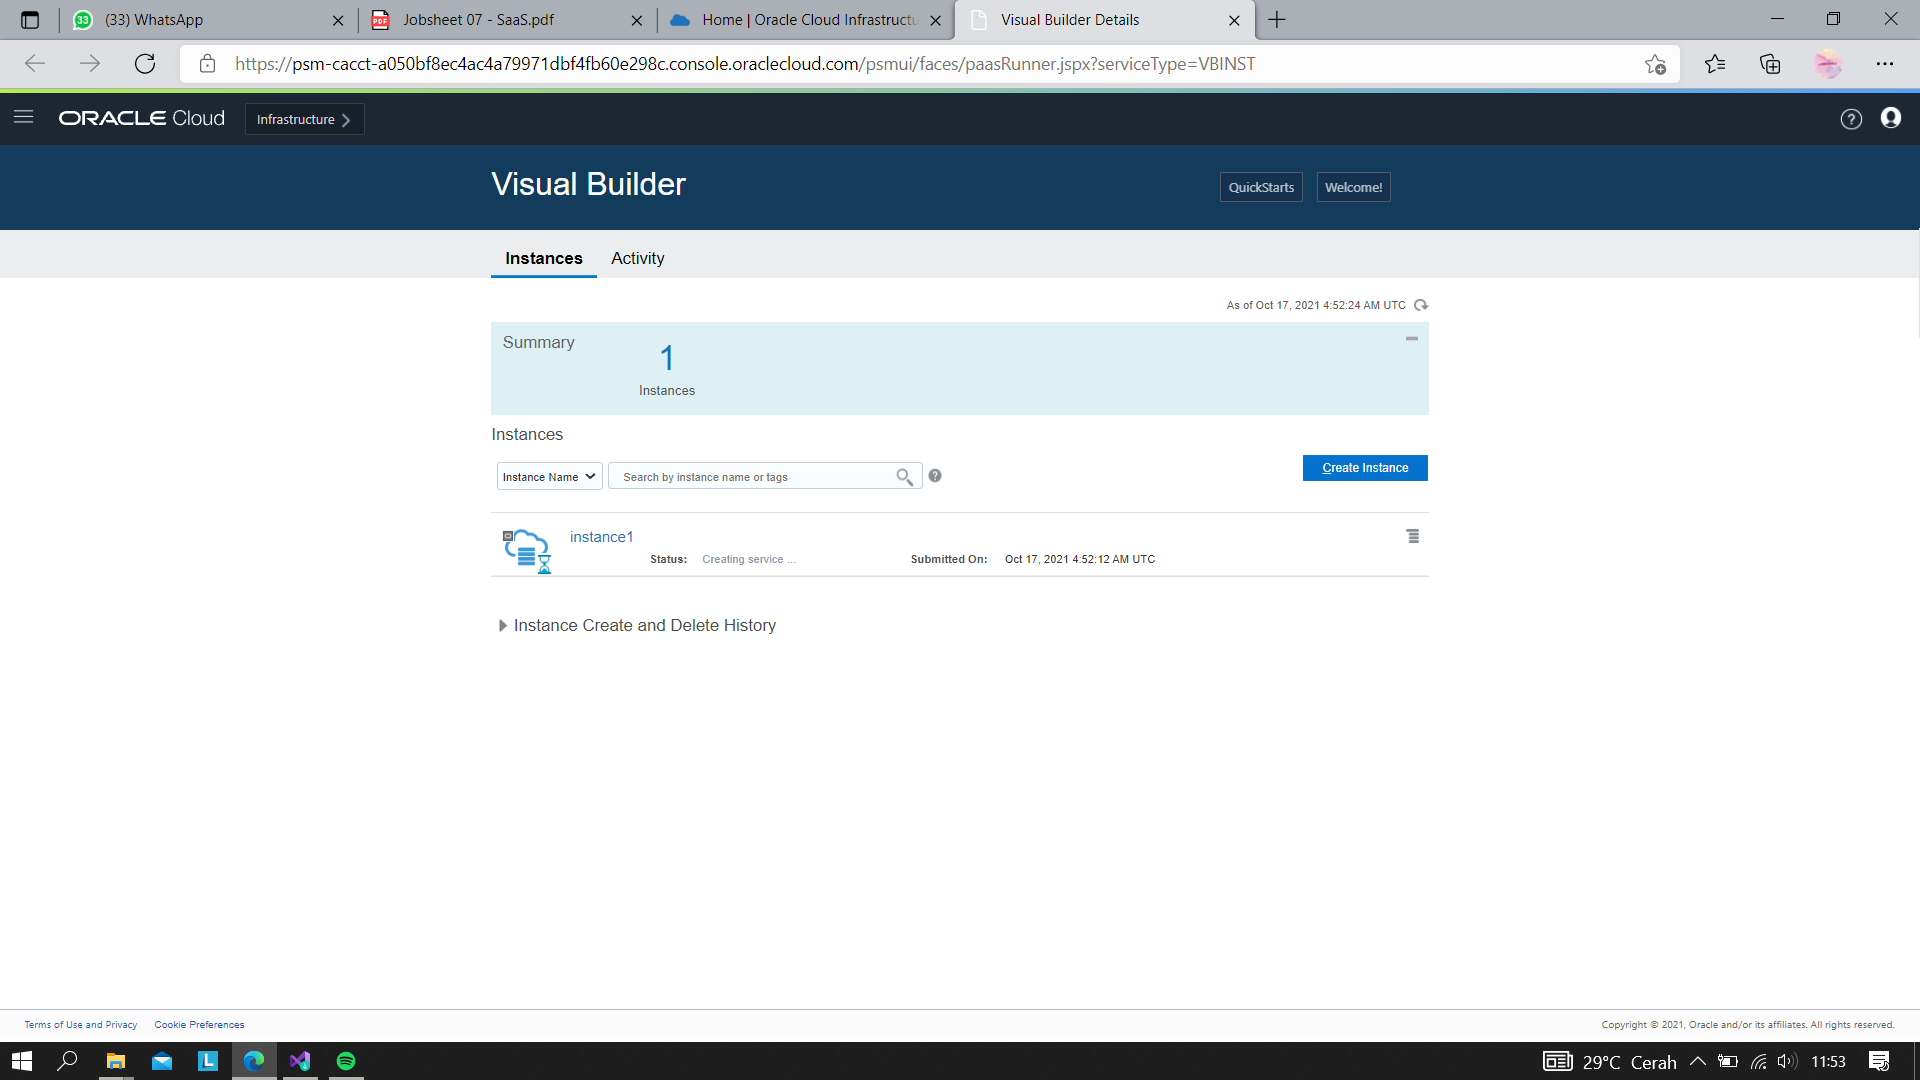 33
(33) WhatsApp
PDF
Jobsheet 07 - SaaS.pdf
Home | Oracle Cloud Infrastructu
Visual Builder Details
https://psm-cacct-a050bf8ec4ac4a79971dbf4fb60e298c.console.oraclecloud.com/psmui/faces/paasRunner.jspx?serviceType=VBINST
ORACLE Cloud
Infrastructure
?
Visual Builder
QuickStarts
Welcome!
Instances
Activity
As of Oct 17, 2021 4:52:24 AM UTC
Summary
1
Instances
Instances
Instance Name
Search by instance name or tags
?
Create Instance
instance1
Status:
Creating service ...
Submitted On:
Oct 17, 2021 4:52:12 AM UTC
Instance Create and Delete History
Terms of Use and Privacy
Cookie Preferences
Copyright © 2021, Oracle and/or its affiliates. All rights reserved.
L
29°C Cerah
11:53